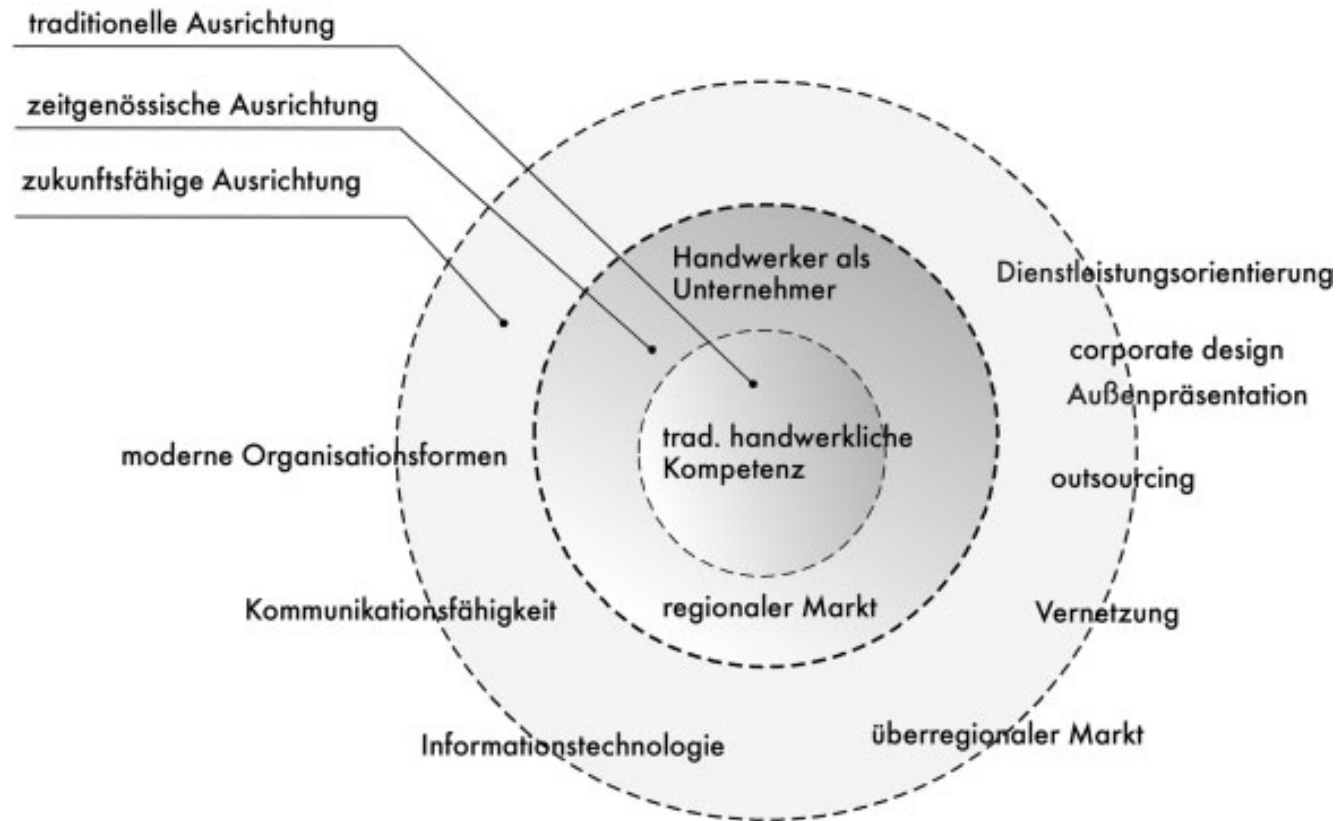 traditionelle Ausrichtung
zeitgenössische Ausrichtung
zukunftsfähige Ausrichtung
Handwerker als
Unternehmer
Dienstleistungsorientierung
corporate design
Außenpräsentation
trad. handwerkliche
Kompetenz
moderne Organisationsformen
outsourcing
Kommunikationsfähigkeit
regionaler Markt
Vernetzung
Informationstechnologie
überregionaler Markt